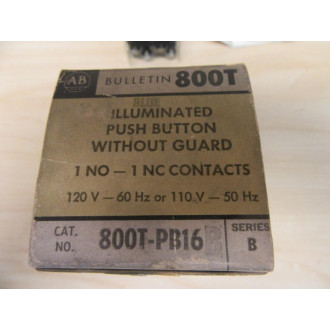 AB BULLETIN 800T
BLUE
ILLUMINATED
PUSH BUTTON
WITHOUT GUARD
1 NO — 1 NC CONTACTS
120 V — 60 Hz or 110 V — 50 Hz
CAT. NO. 800T-PB16 SERIES B